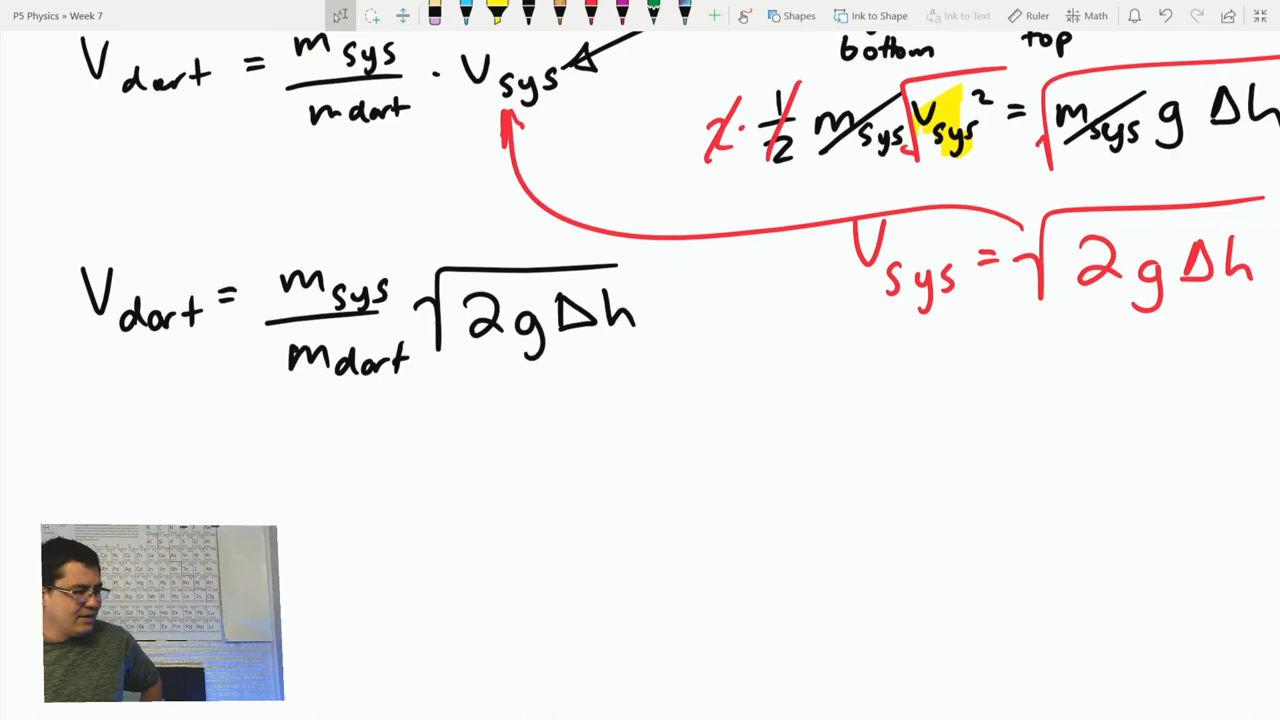 P5 Physics » Week 7
Shapes Ink to Shape Ink to Text Ruler Math
bottom top
V_dart = m_sys / m_dart · V_sys
2 · 1/2 m_sys V_sys² = m_sys g Δh
V_sys = √(2gΔh)
V_dart = m_sys / m_dart √(2gΔh)